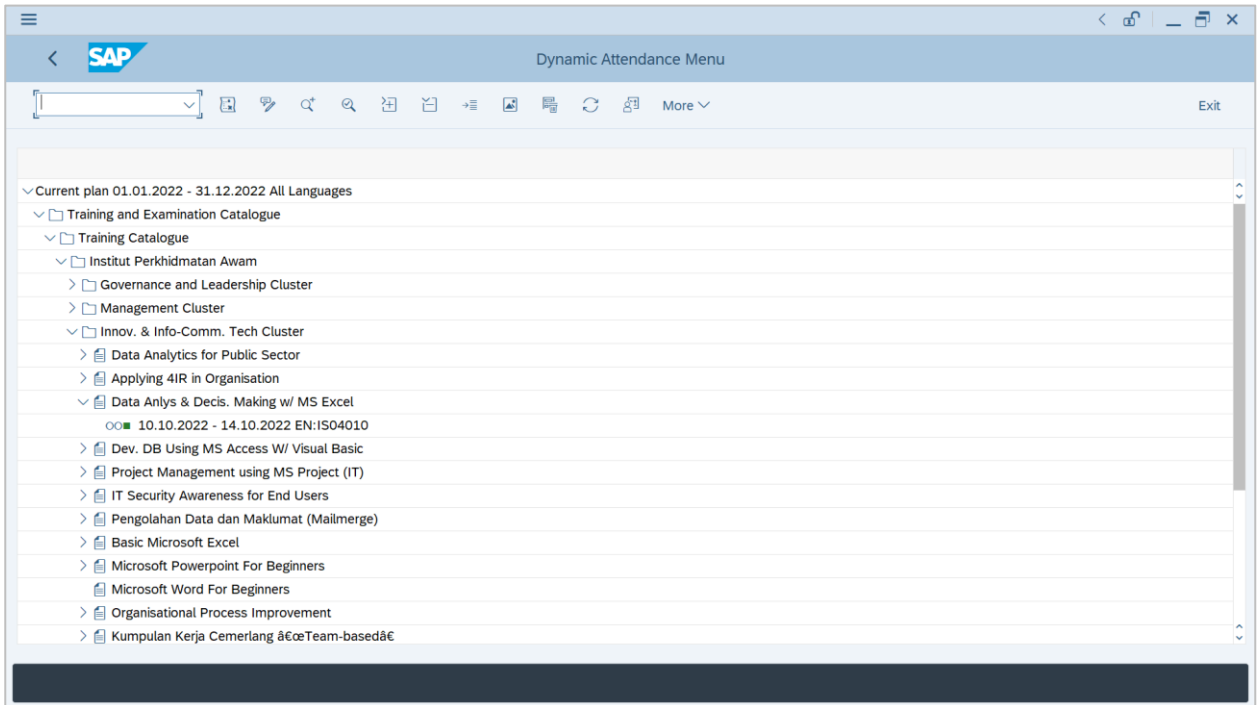 SAP
Dynamic Attendance Menu
More
Exit
Current plan 01.01.2022 - 31.12.2022 All Languages
Training and Examination Catalogue
Training Catalogue
Institut Perkhidmatan Awam
Governance and Leadership Cluster
Management Cluster
Innov. & Info-Comm. Tech Cluster
Data Analytics for Public Sector
Applying 4IR in Organisation
Data Anlys & Decis. Making w/ MS Excel
10.10.2022 - 14.10.2022 EN:IS04010
Dev. DB Using MS Access W/ Visual Basic
Project Management using MS Project (IT)
IT Security Awareness for End Users
Pengolahan Data dan Maklumat (Mailmerge)
Basic Microsoft Excel
Microsoft Powerpoint For Beginners
Microsoft Word For Beginners
Organisational Process Improvement
Kumpulan Kerja Cemerlang â€œTeam-basedâ€